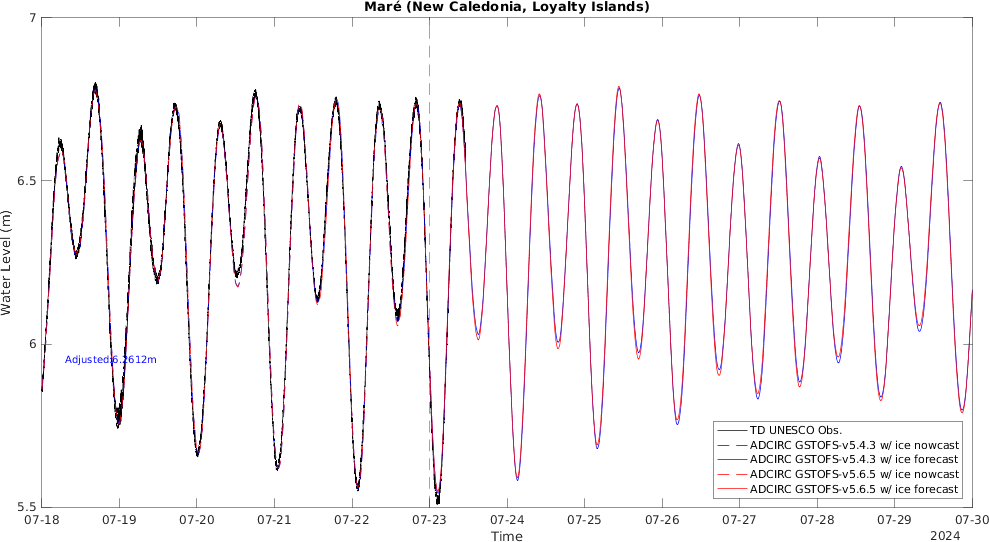 Maré (New Caledonia, Loyalty Islands)
7
6.5
6
5.5
Water Level (m)
Adjusted:6.2612m
TD UNESCO Obs.
ADCIRC GSTOFS-v5.4.3 w/ ice nowcast
ADCIRC GSTOFS-v5.4.3 w/ ice forecast
ADCIRC GSTOFS-v5.6.5 w/ ice nowcast
ADCIRC GSTOFS-v5.6.5 w/ ice forecast
07-18 07-19 07-20 07-21 07-22 07-23 07-24 07-25 07-26 07-27 07-28 07-29 07-30
Time
2024